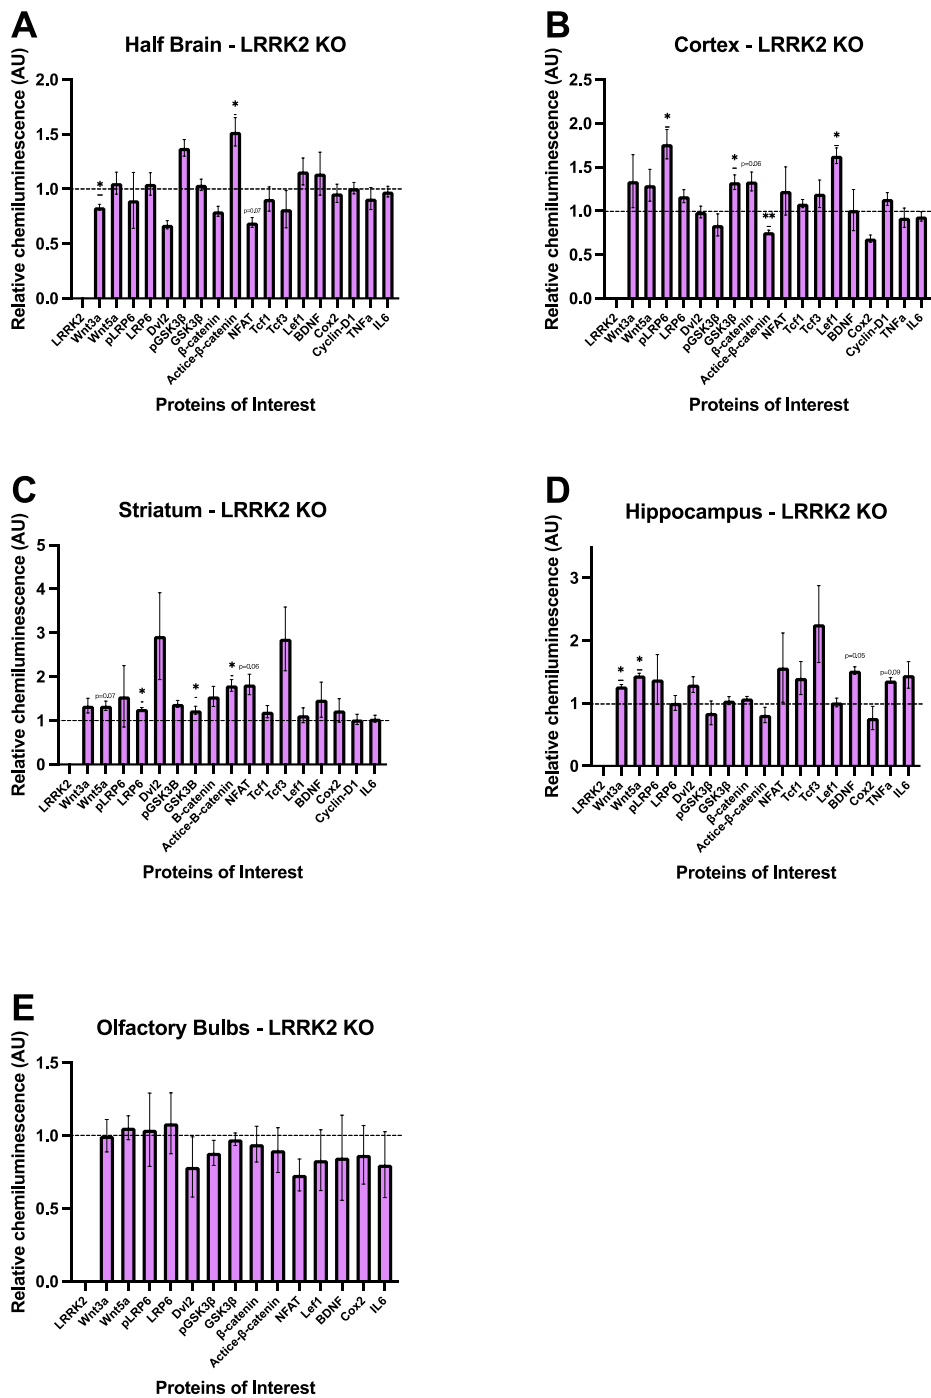 A
Half Brain - LRRK2 KO
Relative chemiluminescence (AU)
2.0
1.5
1.0
0.5
0.0
*
*
p=0.07
LRRK2
Wnt3a
Wnt5a
pLRP6
LRP6
Dvl2
pGSK3β
GSK3β
β-catenin
Actice-β-catenin
NFAT
Tcf1
Tcf3
Lef1
BDNF
Cox2
Cyclin-D1
TNFa
IL6
Proteins of Interest
B
Cortex - LRRK2 KO
Relative chemiluminescence (AU)
2.5
2.0
1.5
1.0
0.5
0.0
*
*
p=0.06
**
*
LRRK2
Wnt3a
Wnt5a
pLRP6
LRP6
Dvl2
pGSK3β
GSK3β
β-catenin
Actice-β-catenin
NFAT
Tcf1
Tcf3
Lef1
BDNF
Cox2
Cyclin-D1
TNFa
IL6
Proteins of Interest
C
Striatum - LRRK2 KO
Relative chemiluminescence (AU)
5
4
3
2
1
0
p=0.07
*
*
*
p=0.06
LRRK2
Wnt3a
Wnt5a
pLRP6
LRP6
Dvl2
pGSK3B
GSK3B
B-catenin
Actice-B-catenin
NFAT
Tcf1
Tcf3
Lef1
BDNF
Cox2
Cyclin-D1
IL6
Proteins of Interest
D
Hippocampus - LRRK2 KO
Relative chemiluminescence (AU)
3
2
1
0
*
*
p=0.05
p=0.09
LRRK2
Wnt3a
Wnt5a
pLRP6
LRP6
Dvl2
pGSK3β
GSK3β
β-catenin
Actice-β-catenin
NFAT
Tcf1
Tcf3
Lef1
BDNF
Cox2
TNFa
IL6
Proteins of Interest
E
Olfactory Bulbs - LRRK2 KO
Relative chemiluminescence (AU)
1.5
1.0
0.5
0.0
LRRK2
Wnt3a
Wnt5a
pLRP6
LRP6
Dvl2
pGSK3β
GSK3β
β-catenin
Actice-β-catenin
NFAT
Lef1
BDNF
Cox2
IL6
Proteins of Interest